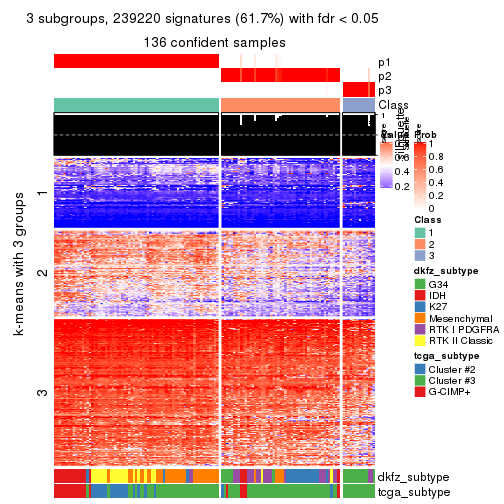 3 subgroups, 239220 signatures (61.7%) with fdr < 0.05
136 confident samples
p1
p2
p3
Class
1
Silhouette
Value
Prob
1
0.8
0.6
0.4
0.2
1
0.8
0.6
0.4
0.2
0
Class
1
2
3
dkfz_subtype
G34
IDH
K27
Mesenchymal
RTK I PDGFRA
RTK II Classic
tcga_subtype
Cluster #2
Cluster #3
G-CIMP+
k-means with 3 groups
1
2
3
dkfz_subtype
tcga_subtype